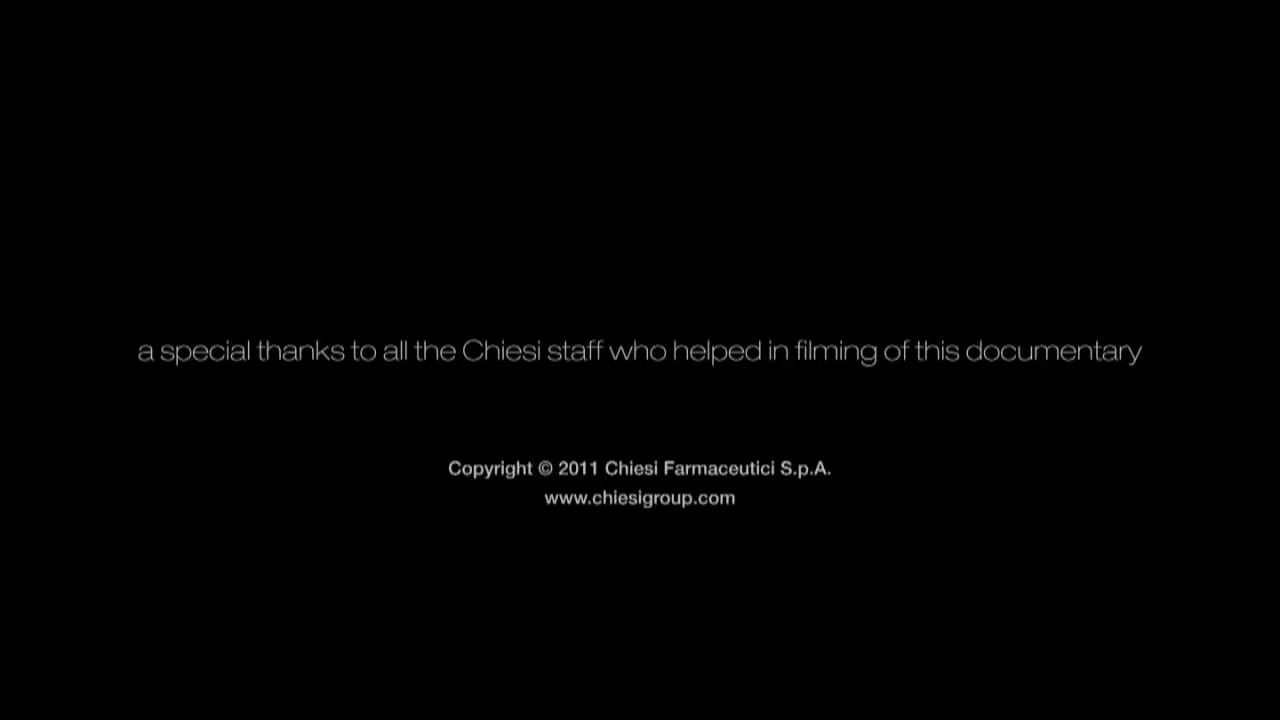 a special thanks to all the Chiesi staff who helped in filming of this documentary
Copyright © 2011 Chiesi Farmaceutici S.p.A.
www.chiesigroup.com